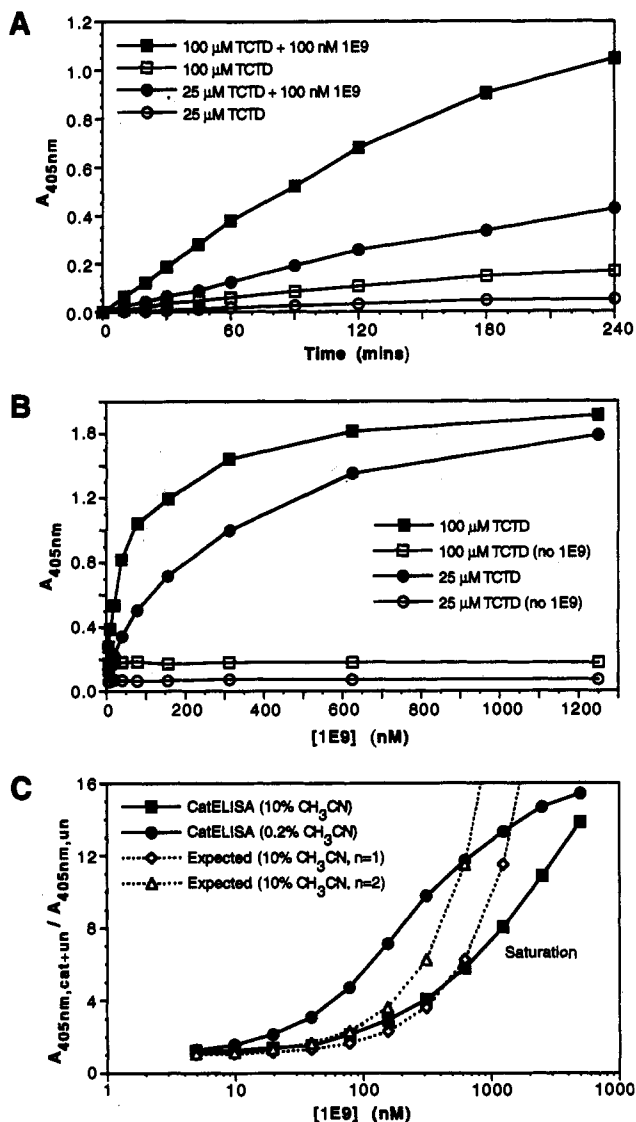 A
1.2
1.0
0.8
0.6
0.4
0.2
0.0
A405nm
100 µM TCTD + 100 nM 1E9
100 µM TCTD
25 µM TCTD + 100 nM 1E9
25 µM TCTD
0
60
120
180
240
Time (mins)
B
1.8
1.2
0.8
0.4
0.0
A405nm
100 µM TCTD
100 µM TCTD (no 1E9)
25 µM TCTD
25 µM TCTD (no 1E9)
0
200
400
600
800
1000
1200
[1E9] (nM)
C
16
12
8
4
0
A405nm,cat+un / A405nm,un
CatELISA (10% CH3CN)
CatELISA (0.2% CH3CN)
Expected (10% CH3CN, n=1)
Expected (10% CH3CN, n=2)
Saturation
1
10
100
1000
1000
[1E9] (nM)